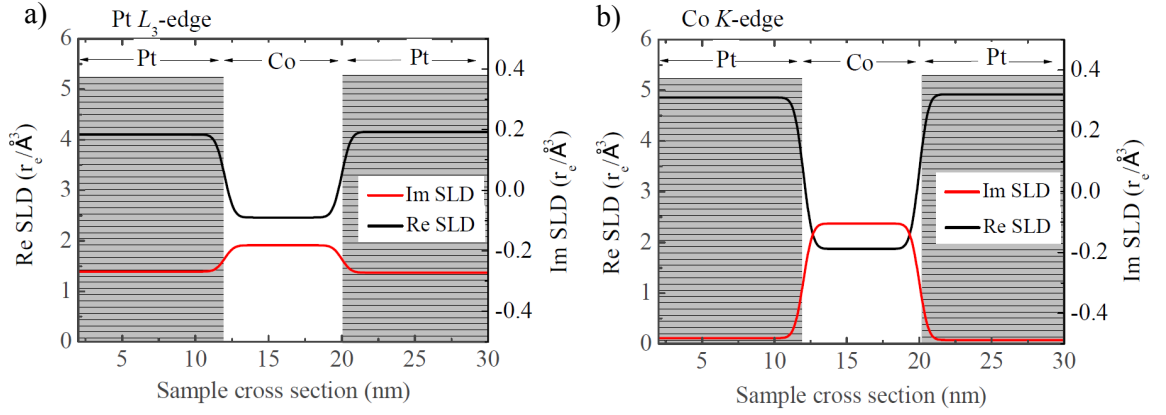 a)
Pt L₃-edge
Pt
Co
Pt
6
5
4
3
2
1
0
Re SLD (rₑ/Å³)
0.4
0.2
0.0
-0.2
-0.4
Im SLD (rₑ/Å³)
Im SLD
Re SLD
5
10
15
20
25
30
Sample cross section (nm)
b)
Co K-edge
Pt
Co
Pt
6
5
4
3
2
1
0
Re SLD (rₑ/Å³)
0.4
0.2
0.0
-0.2
-0.4
Im SLD (rₑ/Å³)
Im SLD
Re SLD
5
10
15
20
25
30
Sample cross section (nm)